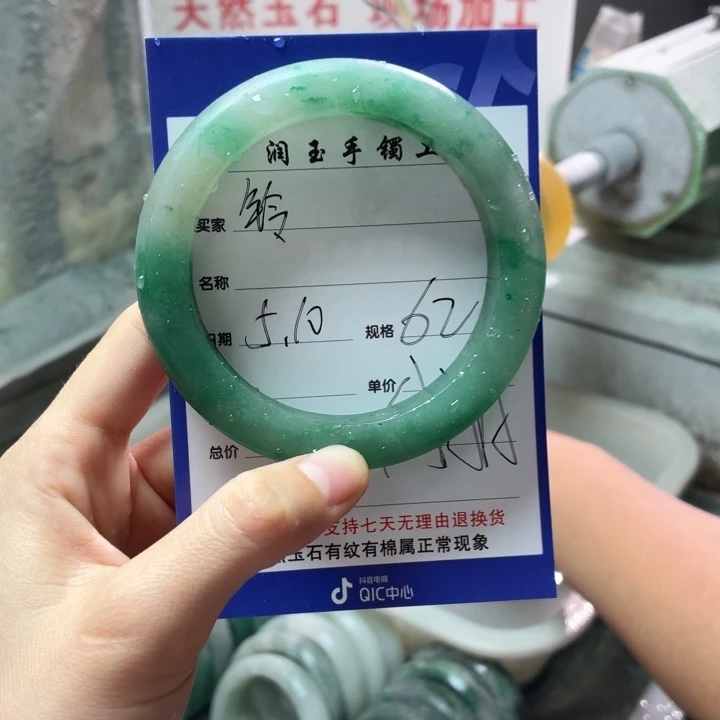 天然玉石 现场加工
润玉手镯工
买家 铃
名称
日期 5.10 规格 62
单价
总价
支持七天无理由退换货
然玉石有纹有棉属正常现象
抖音电商
QIC中心